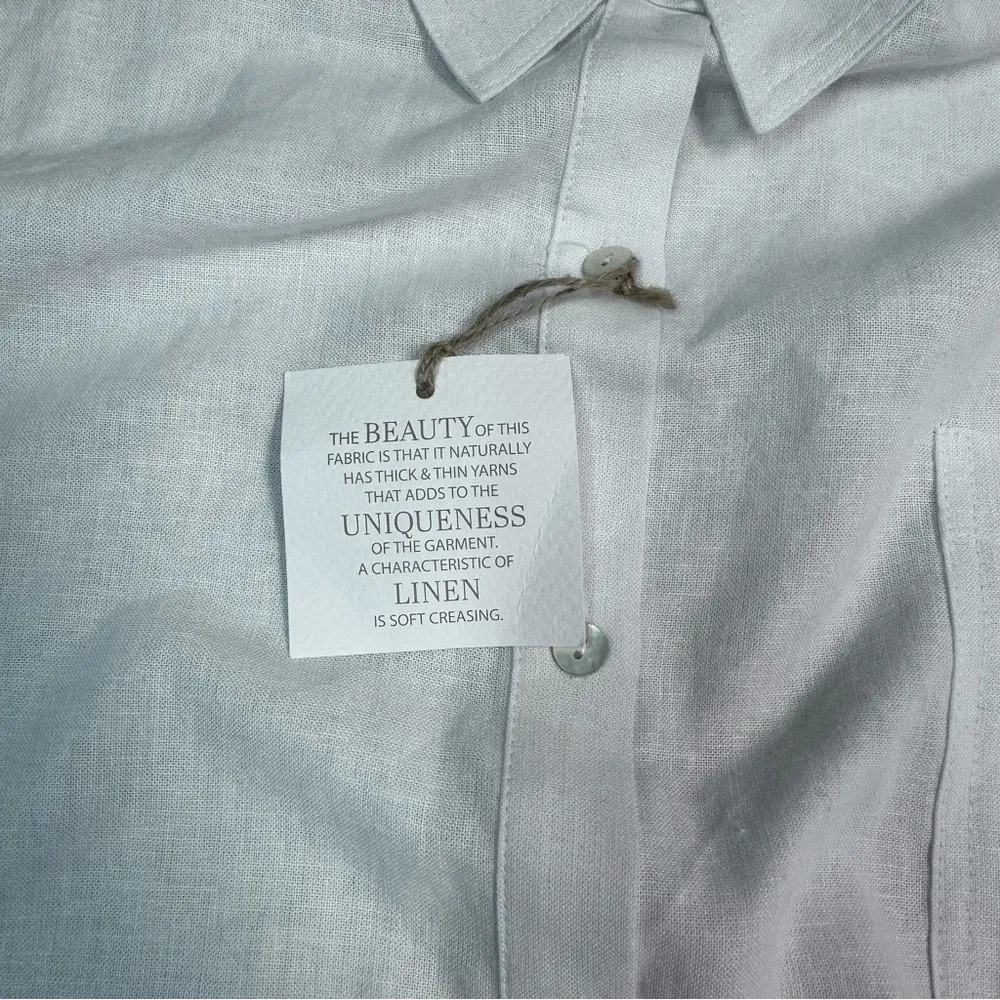 THE BEAUTY OF THIS
FABRIC IS THAT IT NATURALLY
HAS THICK & THIN YARNS
THAT ADDS TO THE
UNIQUENESS
OF THE GARMENT.
A CHARACTERISTIC OF
LINEN
IS SOFT CREASING.